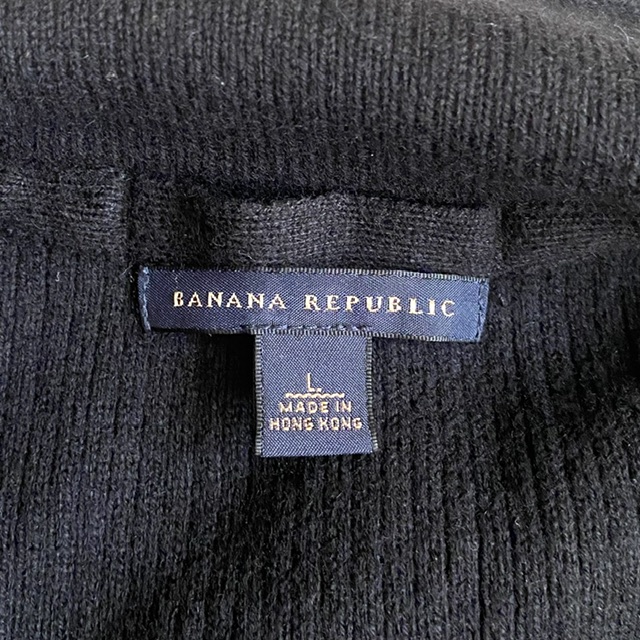 BANANA REPUBLIC
L
MADE IN
HONG KONG